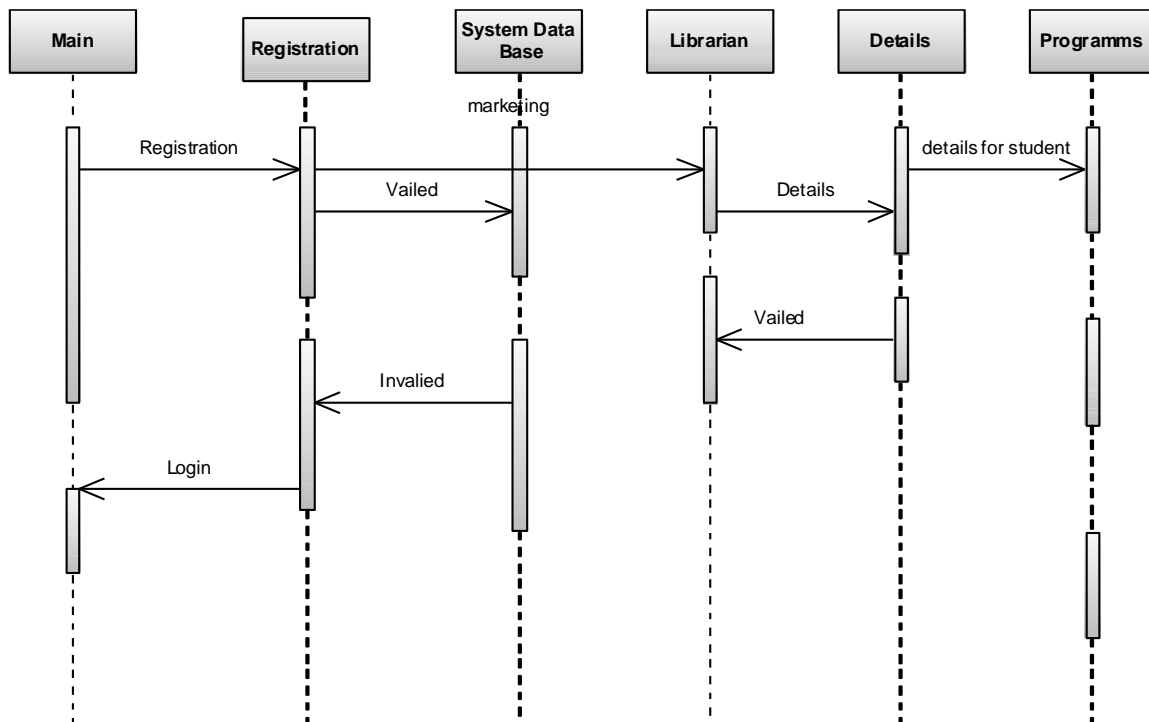 Main
Registration
System Data
Base
Librarian
Details
Programms
marketing
Registration
details for student
Vailed
Details
Vailed
Invalied
Login